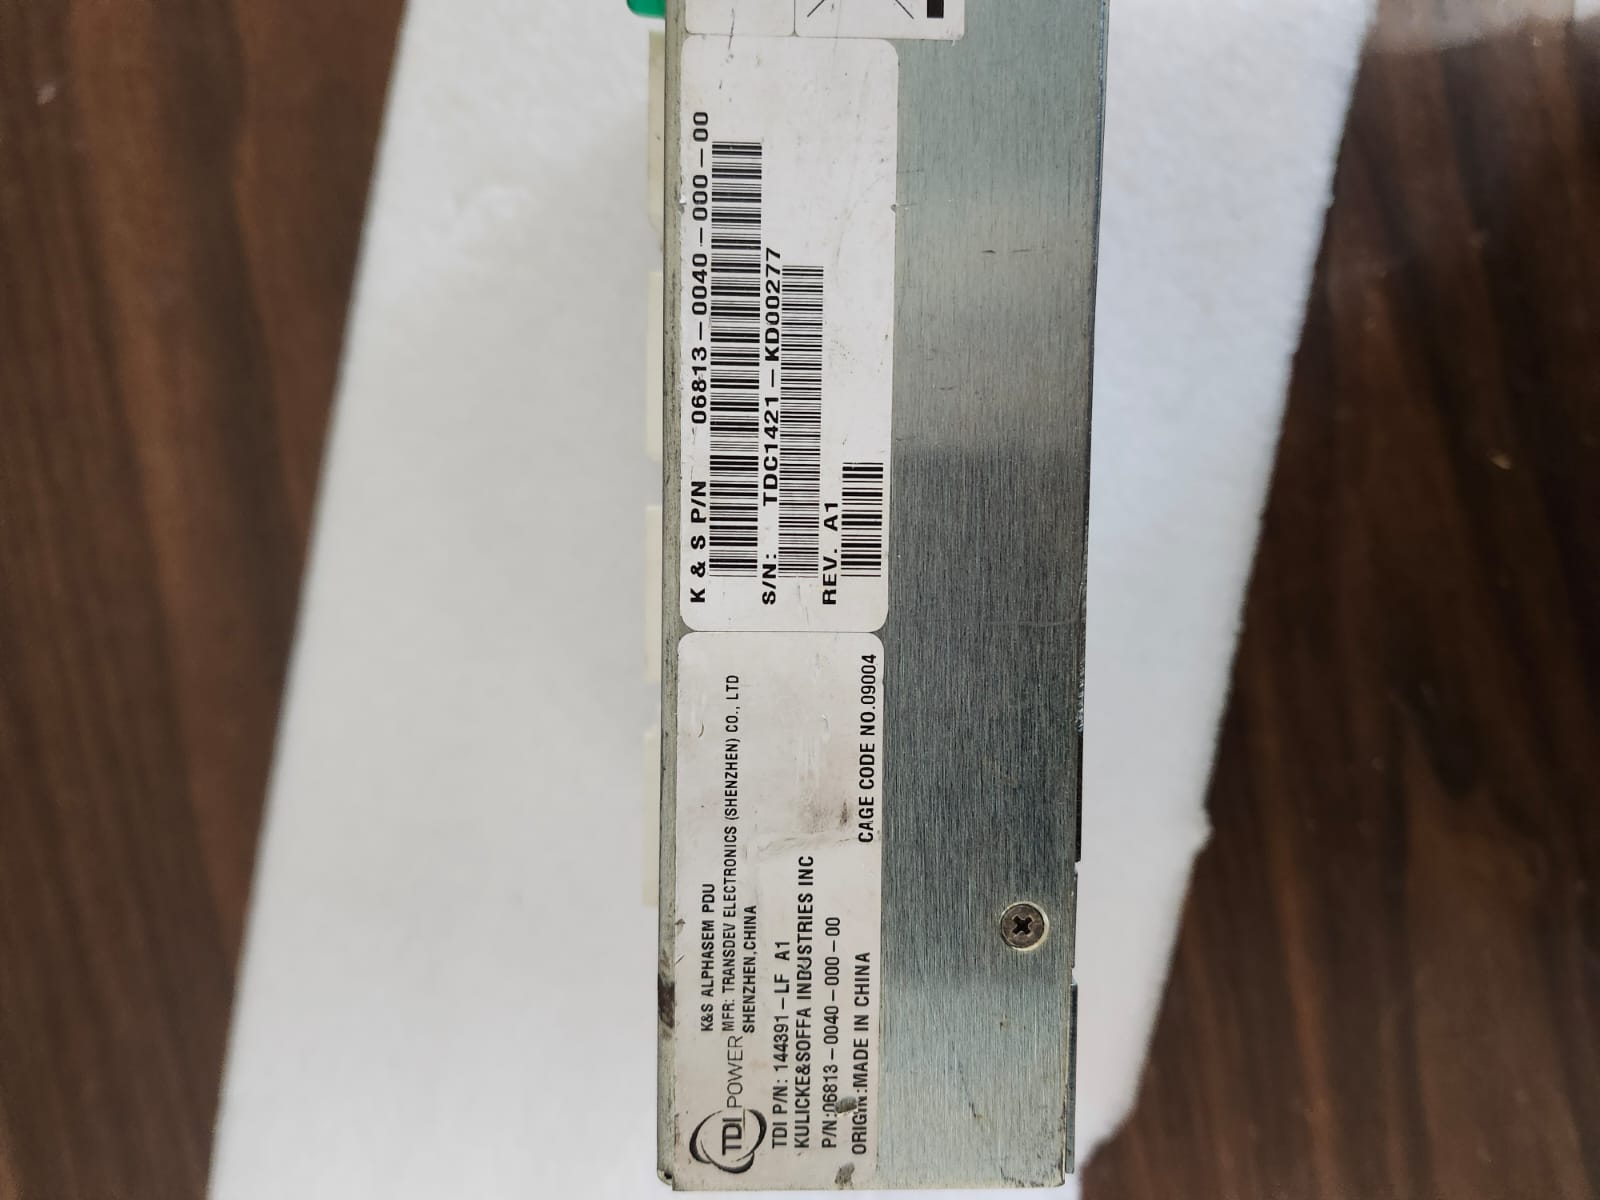 K&S ALPHASEM PDU
TDI POWER MFR: TRANSDEV ELECTRONICS (SHENZHEN) CO., LTD
SHENZHEN,CHINA
TDI P/N: 144391-LF A1
KULICKE&SOFFA INDUSTRIES INC
P/N:06813-0040-000-00
ORIGIN:MADE IN CHINA CAGE CODE NO.09004
K & S P/N 06813-0040-000-00
S/N: TDC1421-KD00277
REV. A1